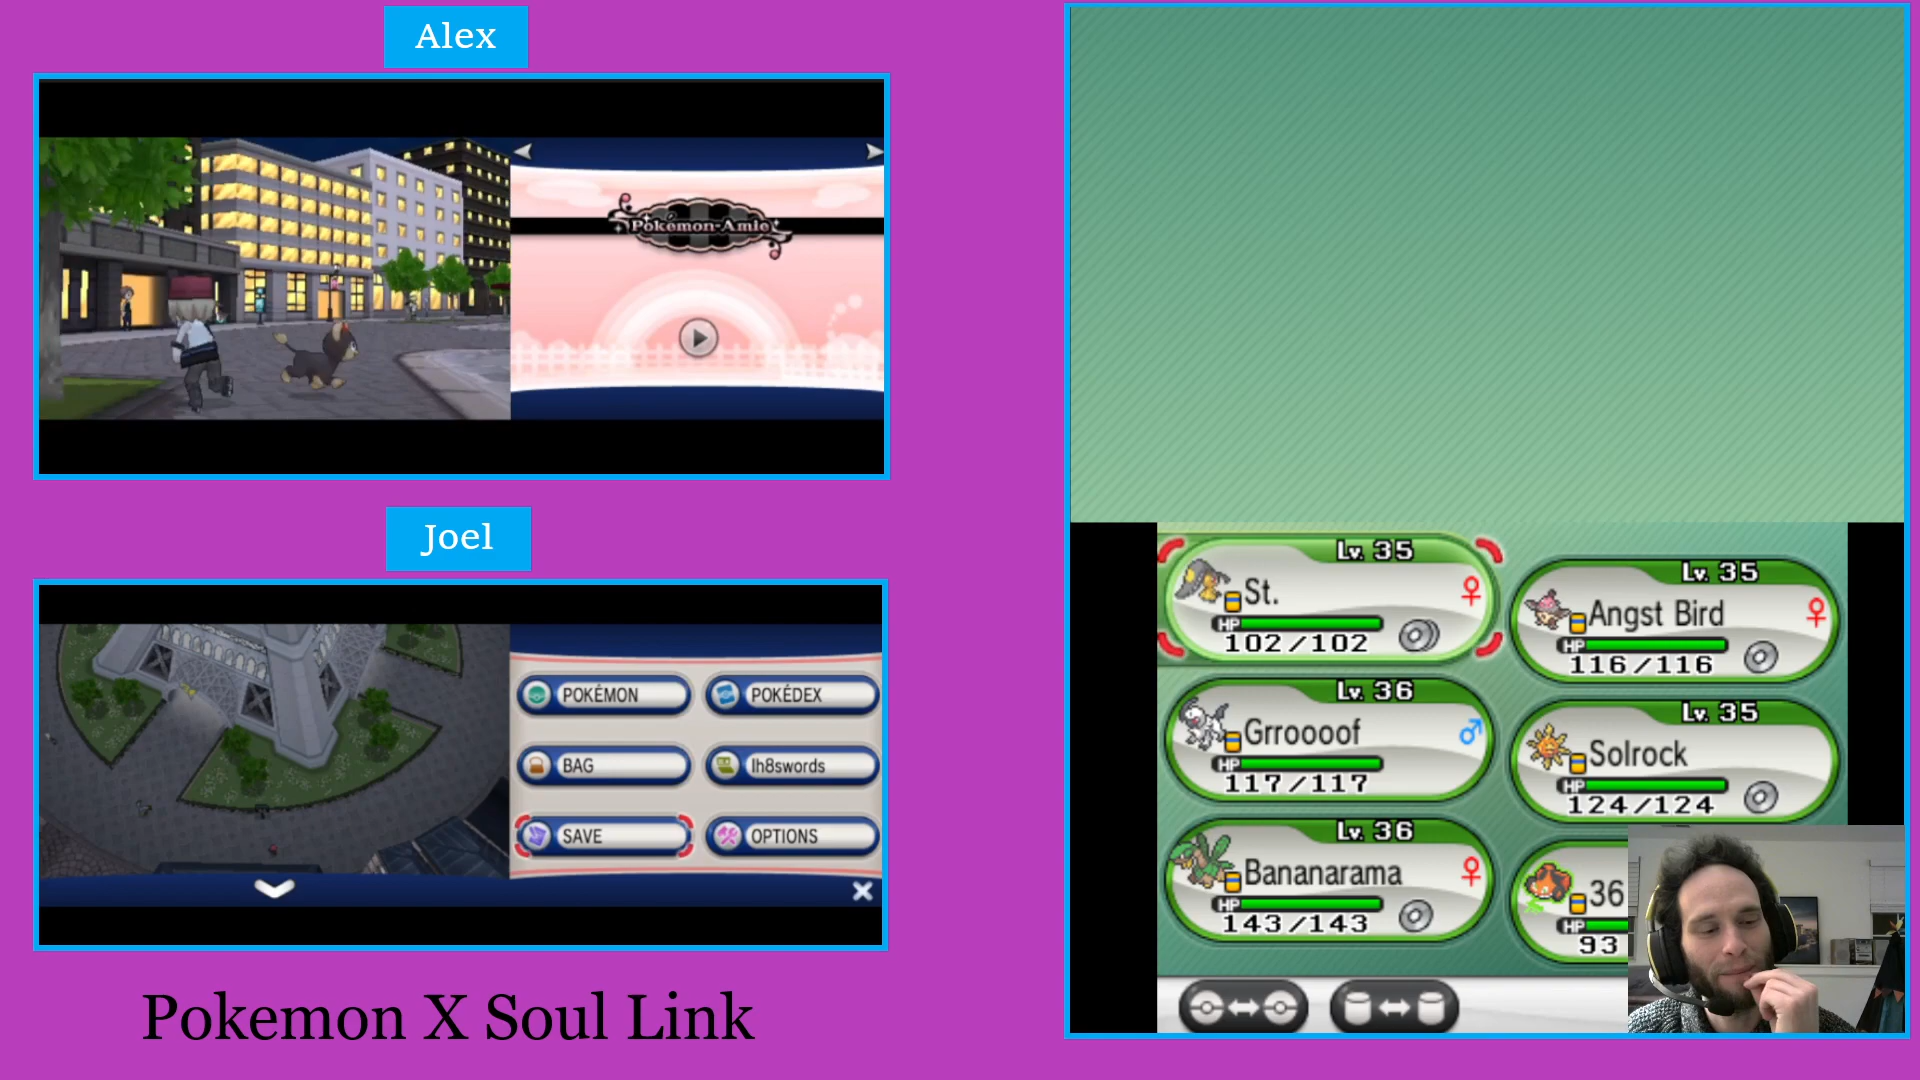 Alex
Pokémon-Amie
Joel
POKÉMON
POKÉDEX
BAG
Ih8swords
SAVE
OPTIONS
Pokemon X Soul Link
Lv. 35
St. ♀
HP
102/102
Lv. 35
Angst Bird ♀
HP
116/116
Lv. 36
Grroooof ♂
HP
117/117
Lv. 35
Solrock
HP
124/124
Lv. 36
Bananarama ♀
HP
143/143
36
HP
93